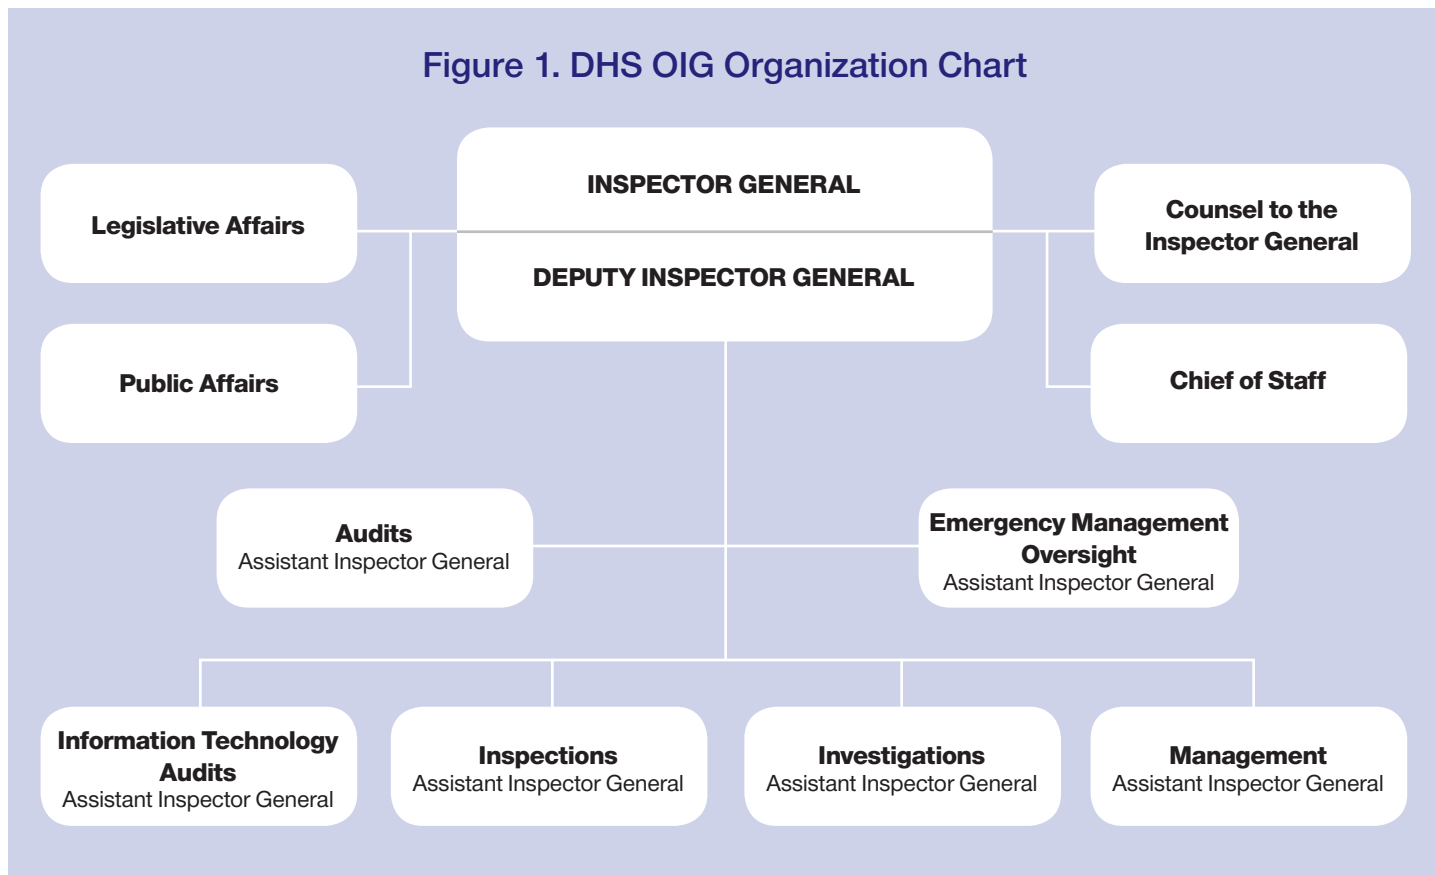 Figure 1. DHS OIG Organization Chart
INSPECTOR GENERAL
DEPUTY INSPECTOR GENERAL
Legislative Affairs
Public Affairs
Counsel to the
Inspector General
Chief of Staff
Audits
Assistant Inspector General
Emergency Management
Oversight
Assistant Inspector General
Information Technology
Audits
Assistant Inspector General
Inspections
Assistant Inspector General
Investigations
Assistant Inspector General
Management
Assistant Inspector General